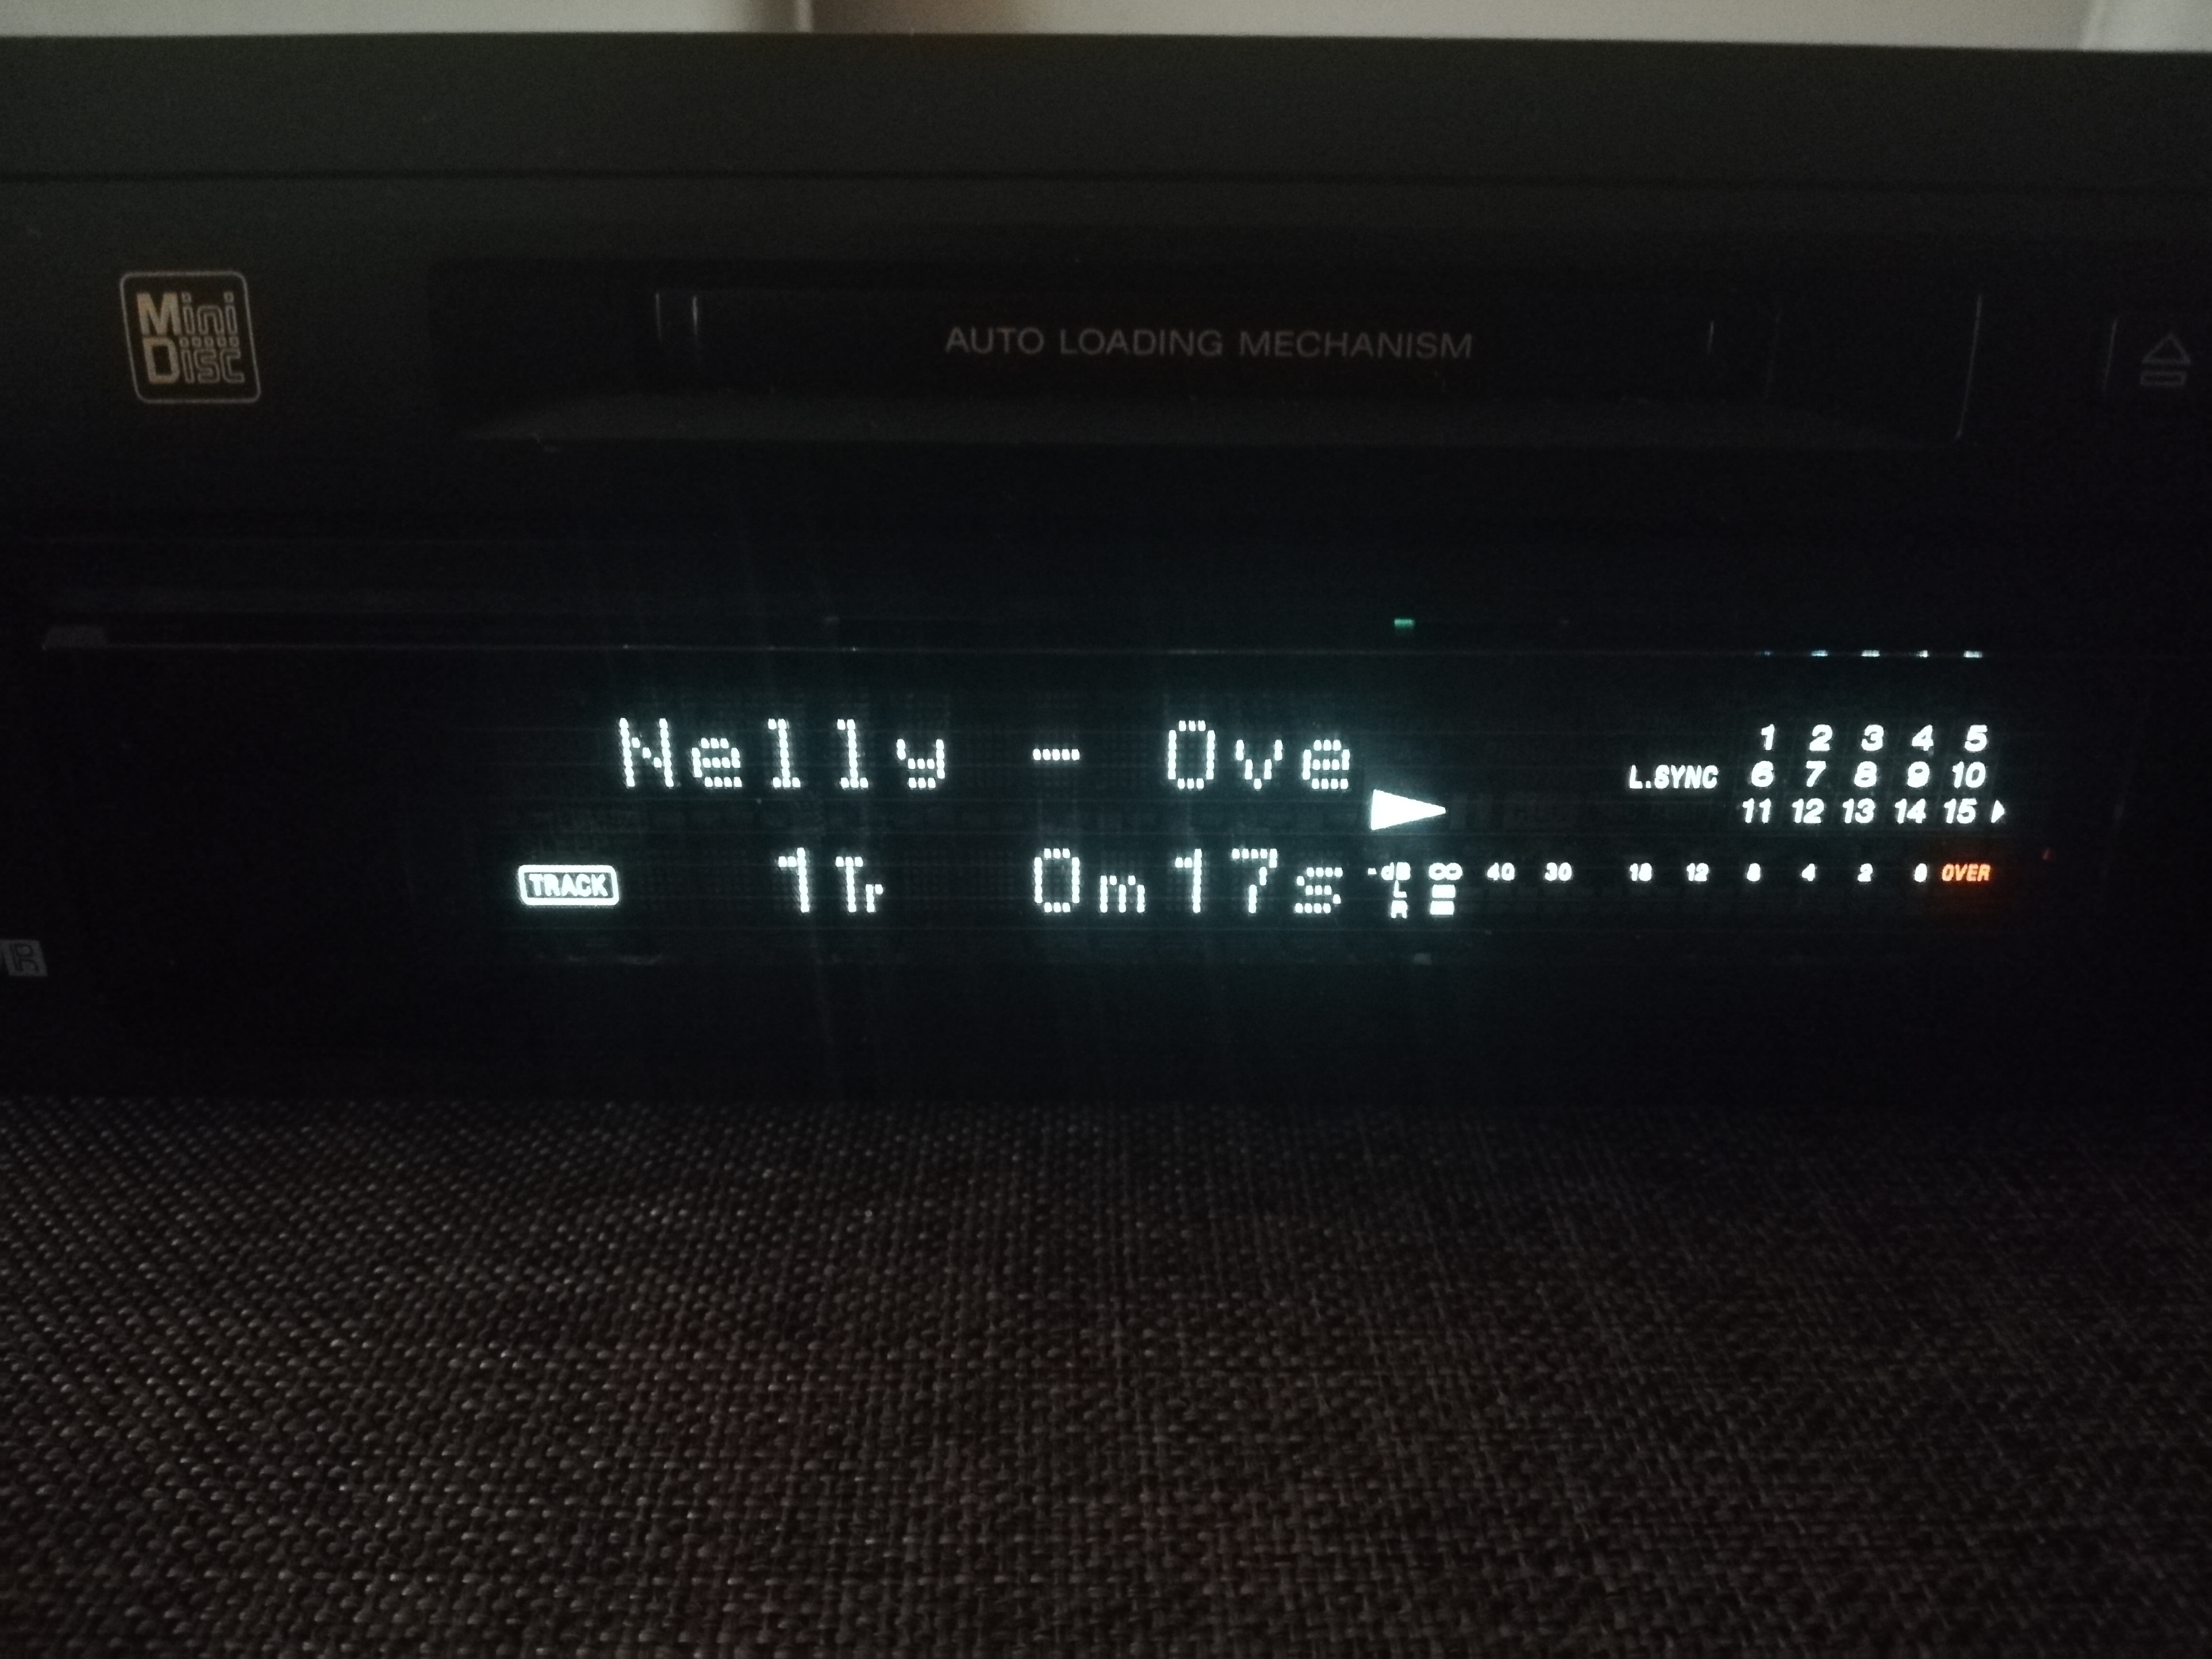 Mini
Disc
AUTO LOADING MECHANISM
Nelly - Ove
1 2 3 4 5
L.SYNC 6 7 8 9 10
11 12 13 14 15
TRACK 1Tr 0m17s
-dB ∞ 40 30 18 12 8 4 2 0 OVER
L
R